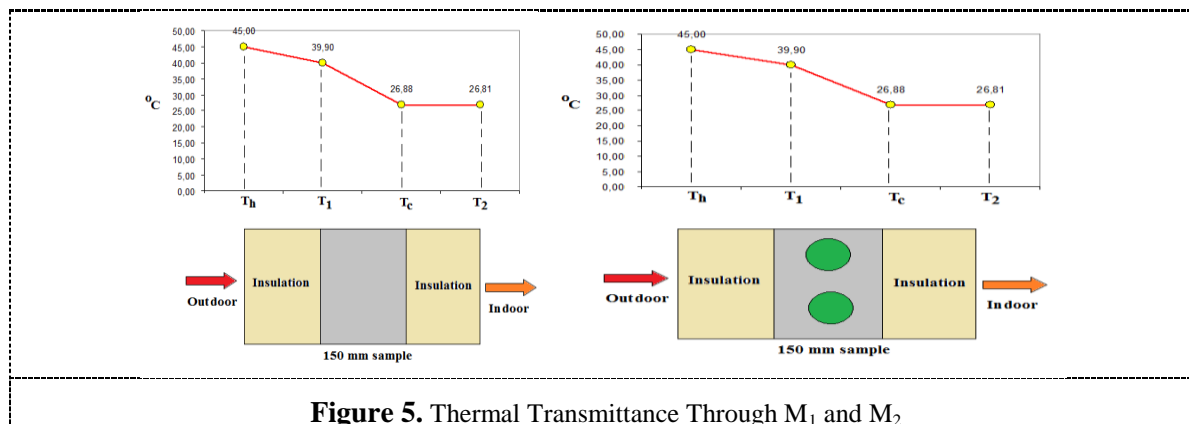 45,00
39,90
26,88
26,81
50,00
45,00
40,00
35,00
30,00
25,00
20,00
15,00
10,00
5,00
0,00
°C
Th T1 Tc T2
Outdoor
Insulation
Insulation
Indoor
150 mm sample
45,00
39,90
26,88
26,81
50,00
45,00
40,00
35,00
30,00
25,00
20,00
15,00
10,00
5,00
0,00
°C
Th T1 Tc T2
Outdoor
Insulation
Insulation
Indoor
150 mm sample
Figure 5. Thermal Transmittance Through M1 and M2